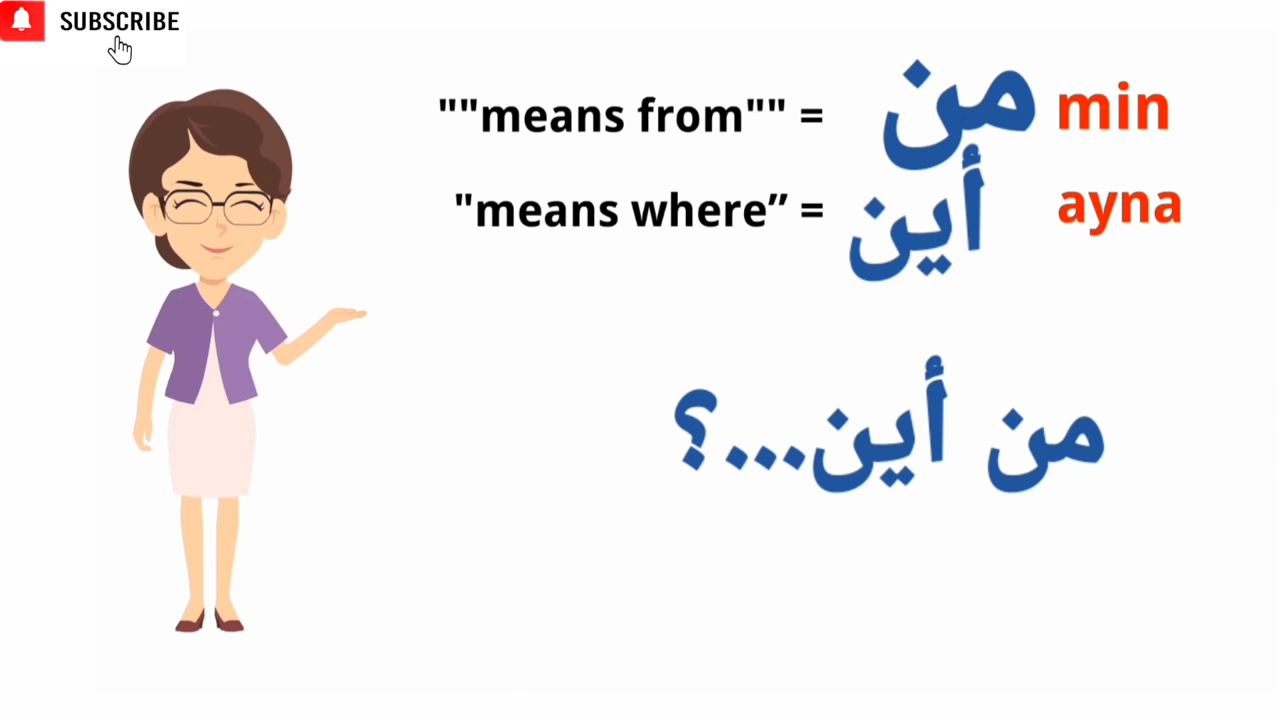 SUBSCRIBE
""means from"" = من min
"means where” = أين ayna
من أين...؟